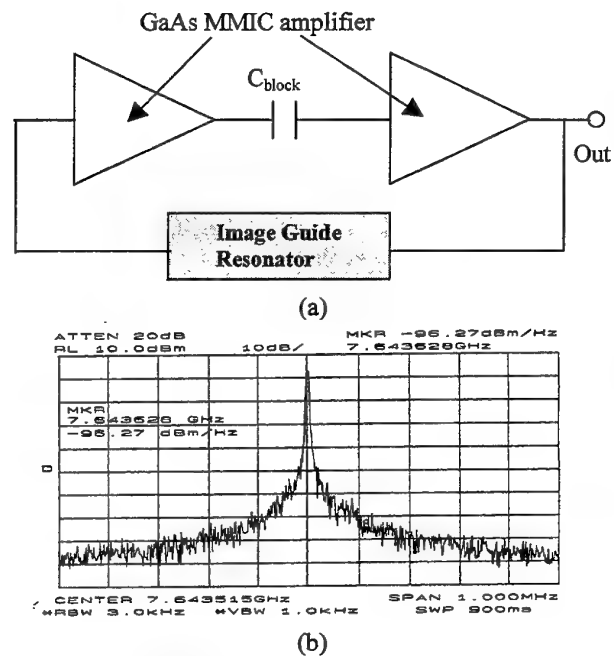 GaAs MMIC amplifier
C_block
Out
Image Guide
Resonator
(a)
ATTEN 20dB
MKR -96.27dBm/Hz
RL 10.0dBm
10dB/
7.643628GHz
MKR
7.643628 GHz
-96.27 dBm/Hz
D
CENTER 7.643515GHz
SPAN 1.000MHz
*RBW 3.0kHz
*VBW 1.0kHz
SWP 900ms
(b)